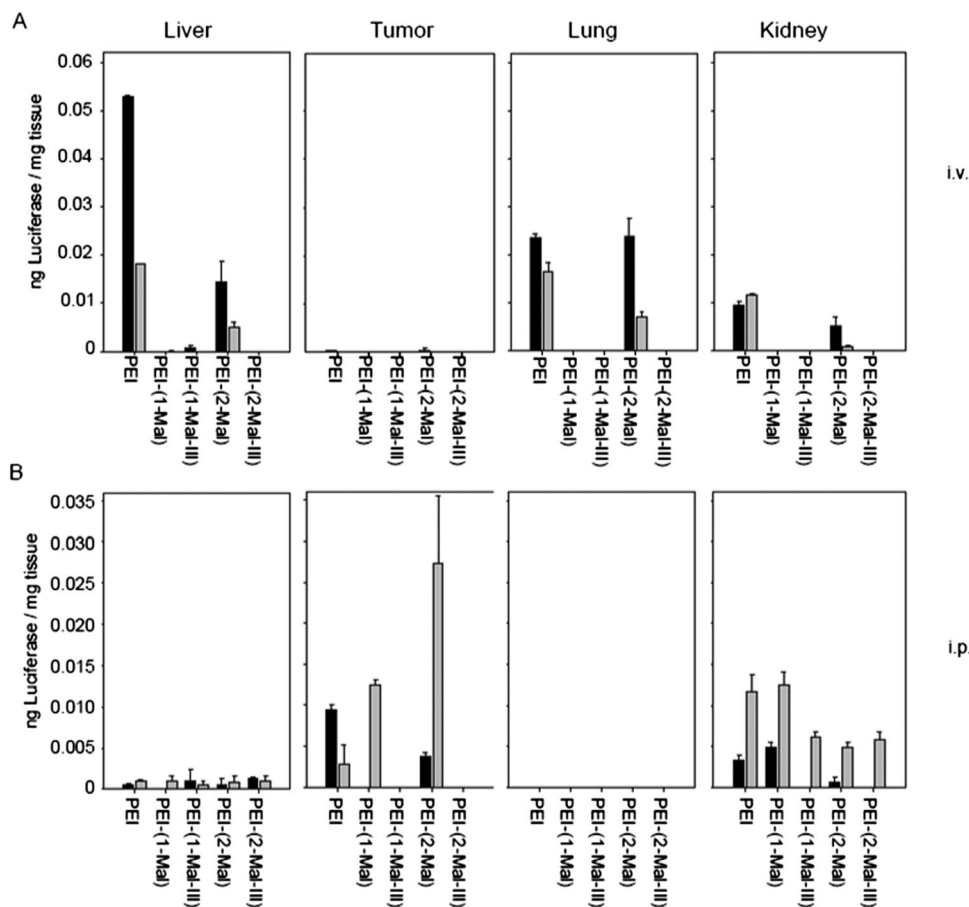 A
Liver Tumor Lung Kidney
ng Luciferase / mg tissue
0.06
0.05
0.04
0.03
0.02
0.01
0
i.v.
PEI PEI-(1-Mal) PEI-(1-Mal-III) PEI-(2-Mal) PEI-(2-Mal-III)
PEI PEI-(1-Mal) PEI-(1-Mal-III) PEI-(2-Mal) PEI-(2-Mal-III)
PEI PEI-(1-Mal) PEI-(1-Mal-III) PEI-(2-Mal) PEI-(2-Mal-III)
PEI PEI-(1-Mal) PEI-(1-Mal-III) PEI-(2-Mal) PEI-(2-Mal-III)
B
ng Luciferase / mg tissue
0.035
0.030
0.025
0.020
0.015
0.010
0.005
0
i.p.
PEI PEI-(1-Mal) PEI-(1-Mal-III) PEI-(2-Mal) PEI-(2-Mal-III)
PEI PEI-(1-Mal) PEI-(1-Mal-III) PEI-(2-Mal) PEI-(2-Mal-III)
PEI PEI-(1-Mal) PEI-(1-Mal-III) PEI-(2-Mal) PEI-(2-Mal-III)
PEI PEI-(1-Mal) PEI-(1-Mal-III) PEI-(2-Mal) PEI-(2-Mal-III)